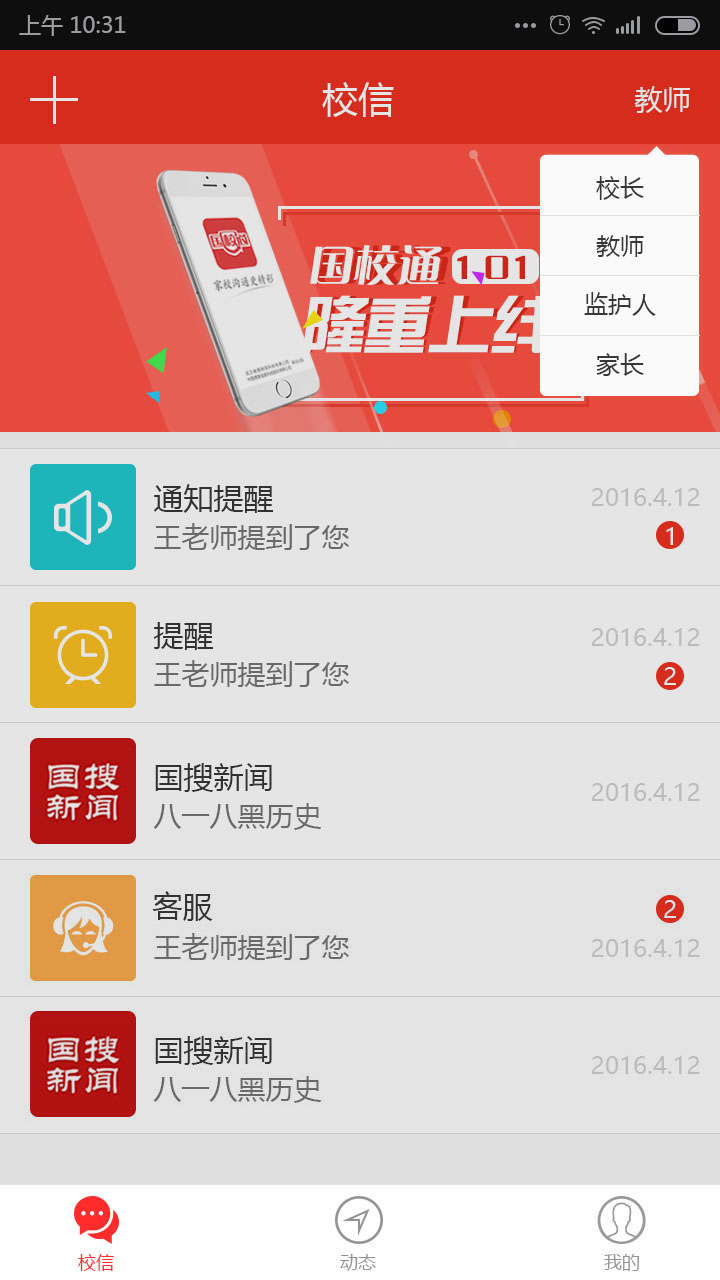 上午 10:31
校信
教师
校长
教师
监护人
家长
国校通
家校沟通更精彩
国校通 1.01
隆重上线
通知提醒
2016.4.12
王老师提到了您
1
提醒
2016.4.12
王老师提到了您
2
国搜新闻
国搜新闻
2016.4.12
八一八黑历史
客服
2
王老师提到了您
2016.4.12
国搜新闻
国搜新闻
2016.4.12
八一八黑历史
校信
动态
我的